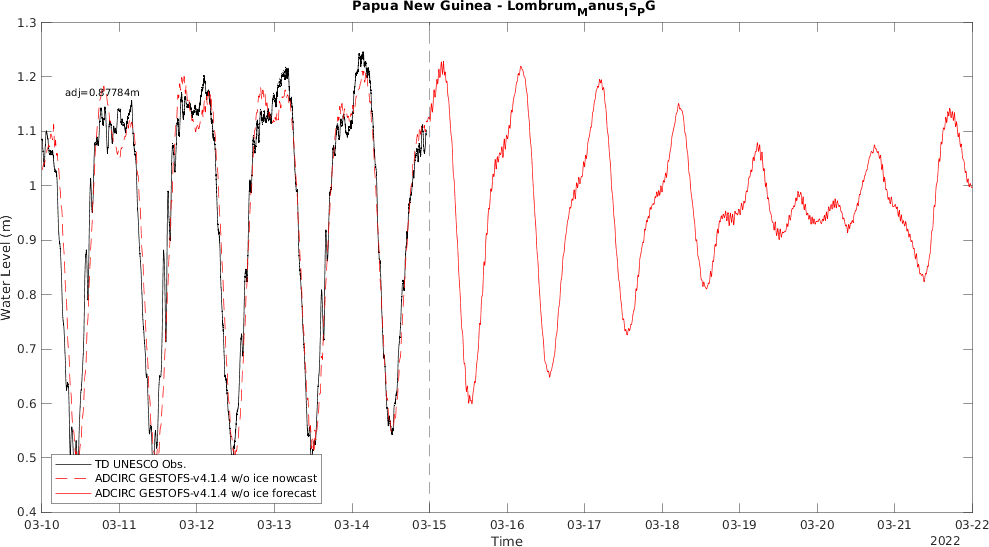 Papua New Guinea - LombrumManusIsPG
1.3
1.2
adj=0.87784m
1.1
1
0.9
0.8
0.7
0.6
0.5
0.4
Water Level (m)
TD UNESCO Obs.
ADCIRC GESTOFS-v4.1.4 w/o ice nowcast
ADCIRC GESTOFS-v4.1.4 w/o ice forecast
03-10 03-11 03-12 03-13 03-14 03-15 03-16 03-17 03-18 03-19 03-20 03-21 03-22
Time
2022